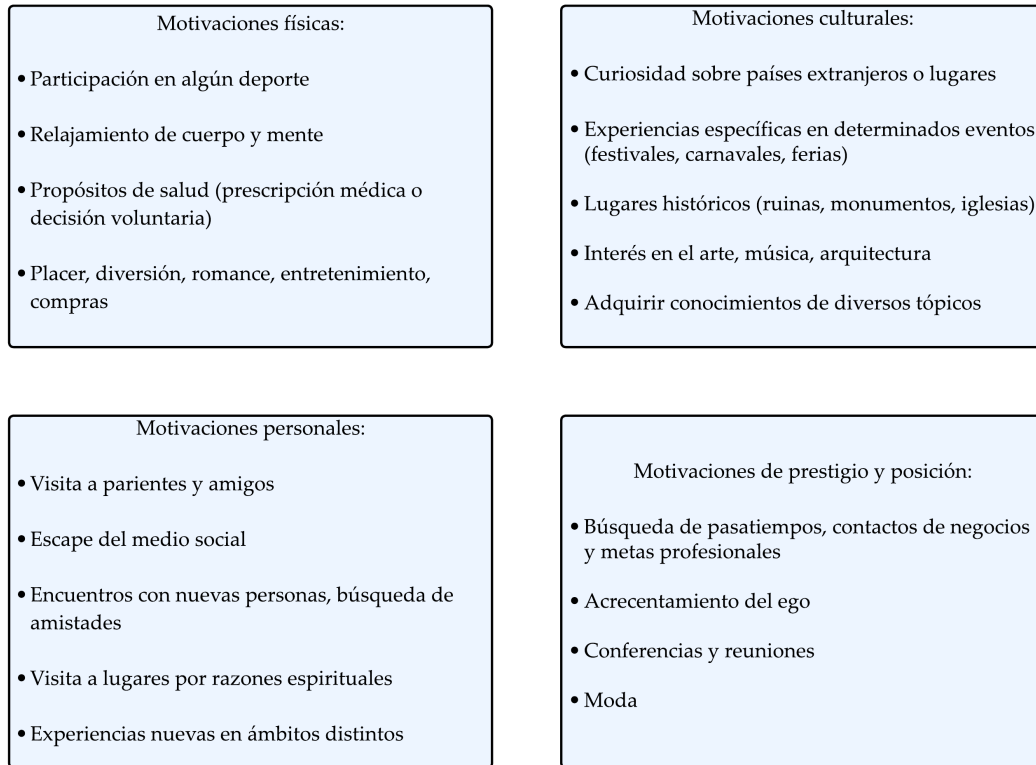 Motivaciones físicas:
• Participación en algún deporte
• Relajamiento de cuerpo y mente
• Propósitos de salud (prescripción médica o
decisión voluntaria)
• Placer, diversión, romance, entretenimiento,
compras
Motivaciones culturales:
• Curiosidad sobre países extranjeros o lugares
• Experiencias específicas en determinados eventos
(festivales, carnavales, ferias)
• Lugares históricos (ruinas, monumentos, iglesias)
• Interés en el arte, música, arquitectura
• Adquirir conocimientos de diversos tópicos
Motivaciones personales:
• Visita a parientes y amigos
• Escape del medio social
• Encuentros con nuevas personas, búsqueda de
amistades
• Visita a lugares por razones espirituales
• Experiencias nuevas en ámbitos distintos
Motivaciones de prestigio y posición:
• Búsqueda de pasatiempos, contactos de negocios
y metas profesionales
• Acrecentamiento del ego
• Conferencias y reuniones
• Moda